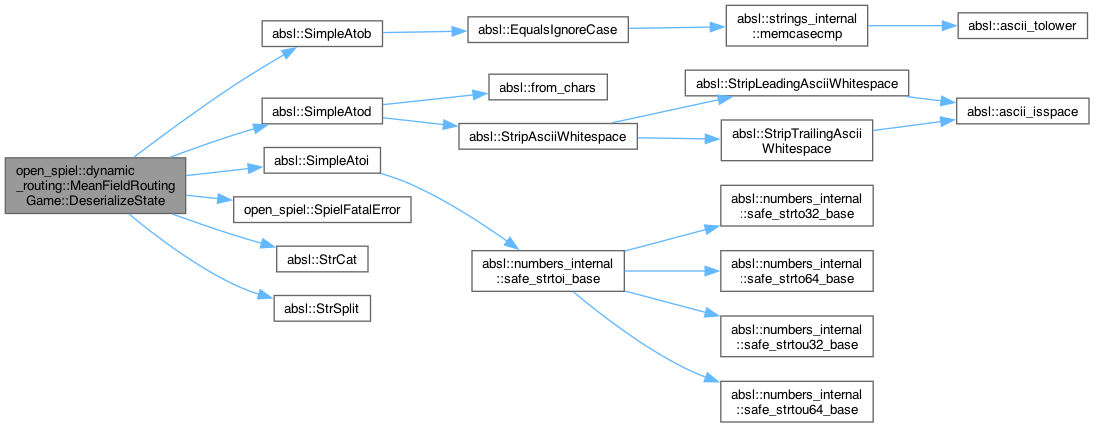 open_spiel::dynamic
_routing::MeanFieldRouting
Game::DeserializeState
absl::SimpleAtob
absl::EqualsIgnoreCase
absl::strings_internal
::memcasecmp
absl::ascii_tolower
absl::SimpleAtod
absl::from_chars
absl::StripAsciiWhitespace
absl::StripLeadingAsciiWhitespace
absl::StripTrailingAscii
Whitespace
absl::ascii_isspace
absl::SimpleAtoi
absl::numbers_internal
::safe_strtoi_base
absl::numbers_internal
::safe_strto32_base
absl::numbers_internal
::safe_strto64_base
absl::numbers_internal
::safe_strtou32_base
absl::numbers_internal
::safe_strtou64_base
open_spiel::SpielFatalError
absl::StrCat
absl::StrSplit